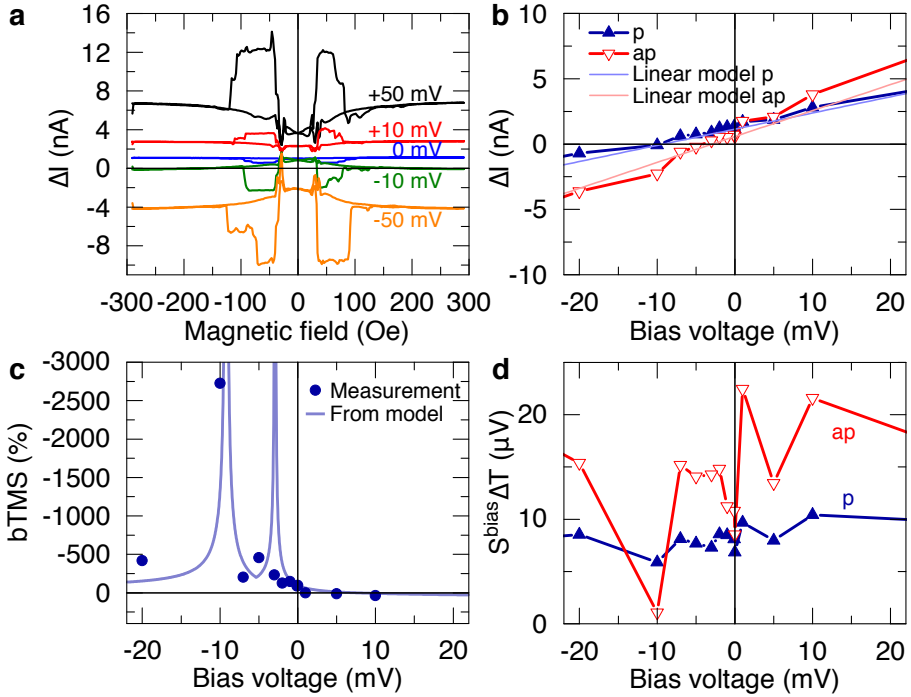 a
16
12
8
4
0
-4
-8
ΔI (nA)
+50 mV
+10 mV
0 mV
-10 mV
-50 mV
-300 -200 -100 0 100 200 300
Magnetic field (Oe)
b
10
5
0
-5
-10
ΔI (nA)
p
ap
Linear model p
Linear model ap
-20 -10 0 10 20
Bias voltage (mV)
c
-3000
-2500
-2000
-1500
-1000
-500
0
bTMS (%)
Measurement
From model
-20 -10 0 10 20
Bias voltage (mV)
d
20
10
0
S^bias ΔT (µV)
ap
p
-20 -10 0 10 20
Bias voltage (mV)